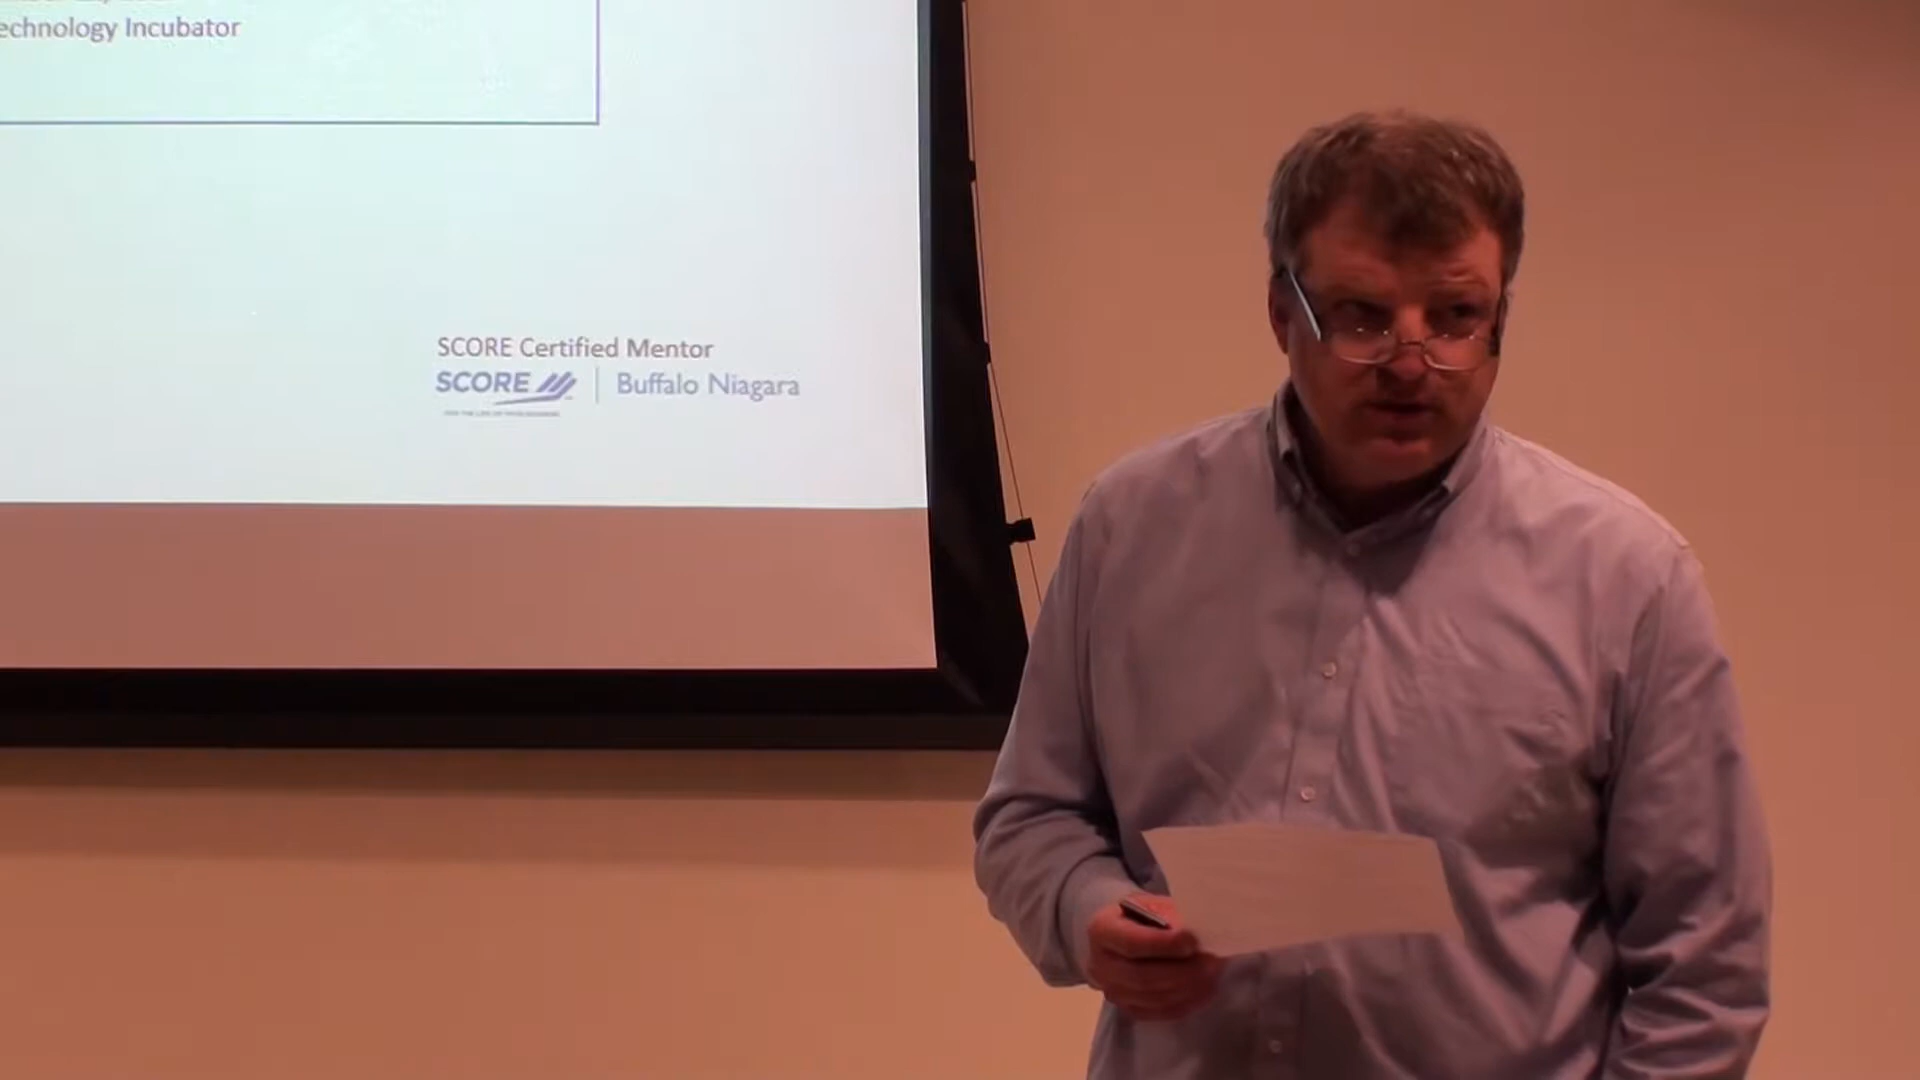 echnology Incubator
SCORE Certified Mentor
SCORE | Buffalo Niagara